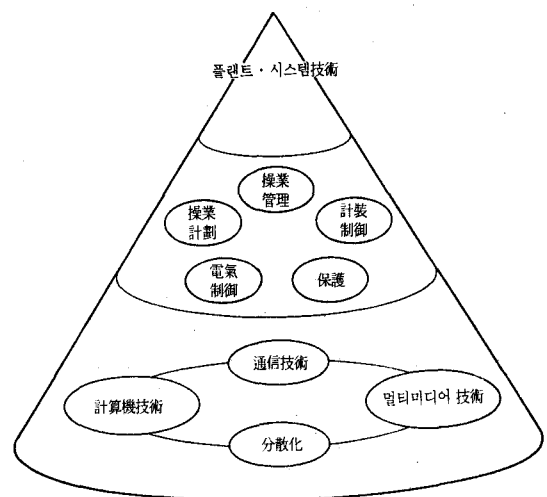 플랜트·시스템技術
操業
管理
操業
計劃
計裝
制御
電氣
制御
保護
通信技術
計算機技術
멀티미디어 技術
分散化